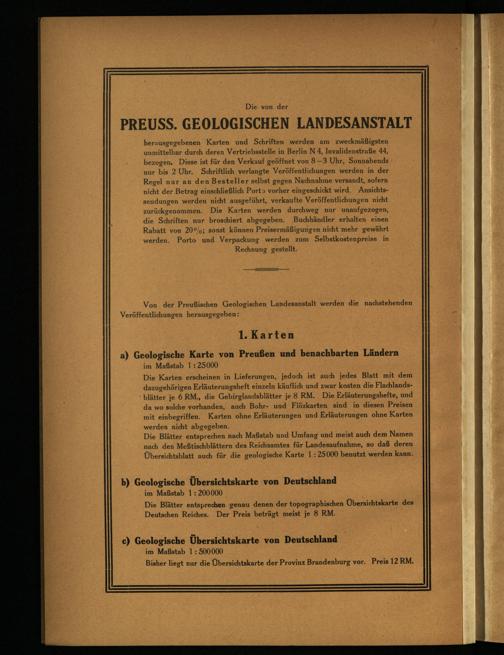 Die von der
PREUSS. GEOLOGISCHEN LANDESANSTALT
herausgegebenen Karten und Schriften werden am zweckmäßigsten
unmittelbar durch deren Vertriebsstelle in Berlin N 4, Invalidenstraße 44,
bezogen. Diese ist für den Verkauf geöffnet von 8–3 Uhr, Sonnabends
nur bis 2 Uhr. Schriftlich verlangte Veröffentlichungen werden in der
Regel nur an den Besteller selbst gegen Nachnahme versandt, sofern
nicht der Betrag einschließlich Porto vorher eingeschickt wird. Ansichts-
sendungen werden nicht ausgeführt, verkaufte Veröffentlichungen nicht
zurückgenommen. Die Karten werden durchweg nur unaufgezogen,
die Schriften nur broschiert abgegeben. Buchhändler erhalten einen
Rabatt von 20%; sonst können Preisermäßigungen nicht mehr gewährt
werden. Porto und Verpackung werden zum Selbstkostenpreise in
Rechnung gestellt.
Von der Preußischen Geologischen Landesanstalt werden die nachstehenden
Veröffentlichungen herausgegeben:
1. Karten
a) Geologische Karte von Preußen und benachbarten Ländern
im Maßstab 1:25000
Die Karten erscheinen in Lieferungen, jedoch ist auch jedes Blatt mit dem
dazugehörigen Erläuterungsheft einzeln käuflich und zwar kosten die Flachlands-
blätter je 6 RM., die Gebirglandsblätter je 8 RM. Die Erläuterungshefte, und
da wo solche vorhanden, auch Bohr- und Flözkarten sind in diesen Preisen
mit einbegriffen. Karten ohne Erläuterungen und Erläuterungen ohne Karten
werden nicht abgegeben.
Die Blätter entsprechen nach Maßstab und Umfang und meist auch dem Namen
nach den Meßtischblättern des Reichsamtes für Landesaufnahme, so daß deren
Übersichtsblatt auch für die geologische Karte 1:25000 benutzt werden kann.
b) Geologische Übersichtskarte von Deutschland
im Maßstab 1:200000
Die Blätter entsprechen genau denen der topographischen Übersichtskarte des
Deutschen Reiches. Der Preis beträgt meist je 8 RM.
c) Geologische Übersichtskarte von Deutschland
im Maßstab 1:500000
Bisher liegt nur die Übersichtskarte der Provinz Brandenburg vor. Preis 12 RM.